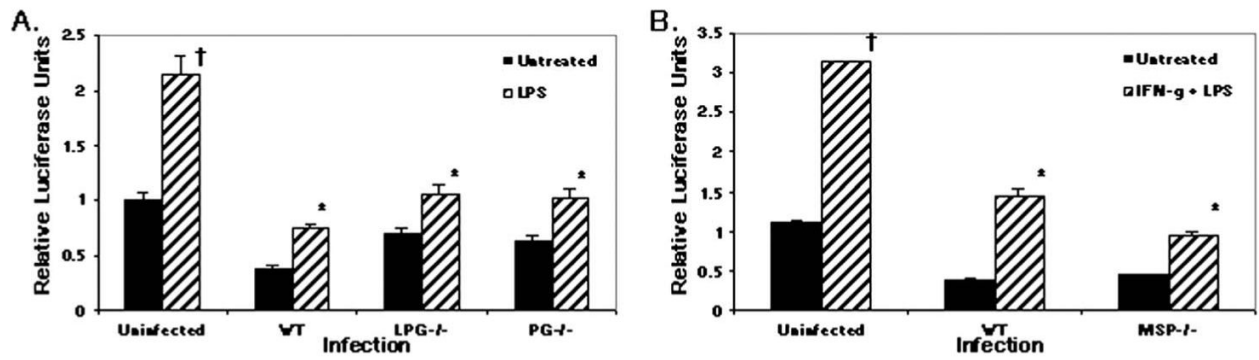 A.
Relative Luciferase Units
2.5
2
1.5
1
0.5
0
†
*
*
*
Untreated
LPS
Uninfected WT LPG-/- PG-/-
Infection
B.
Relative Luciferase Units
3.5
3
2.5
2
1.5
1
0.5
0
†
*
*
Untreated
IFN-g + LPS
Uninfected WT MSP-/-
Infection